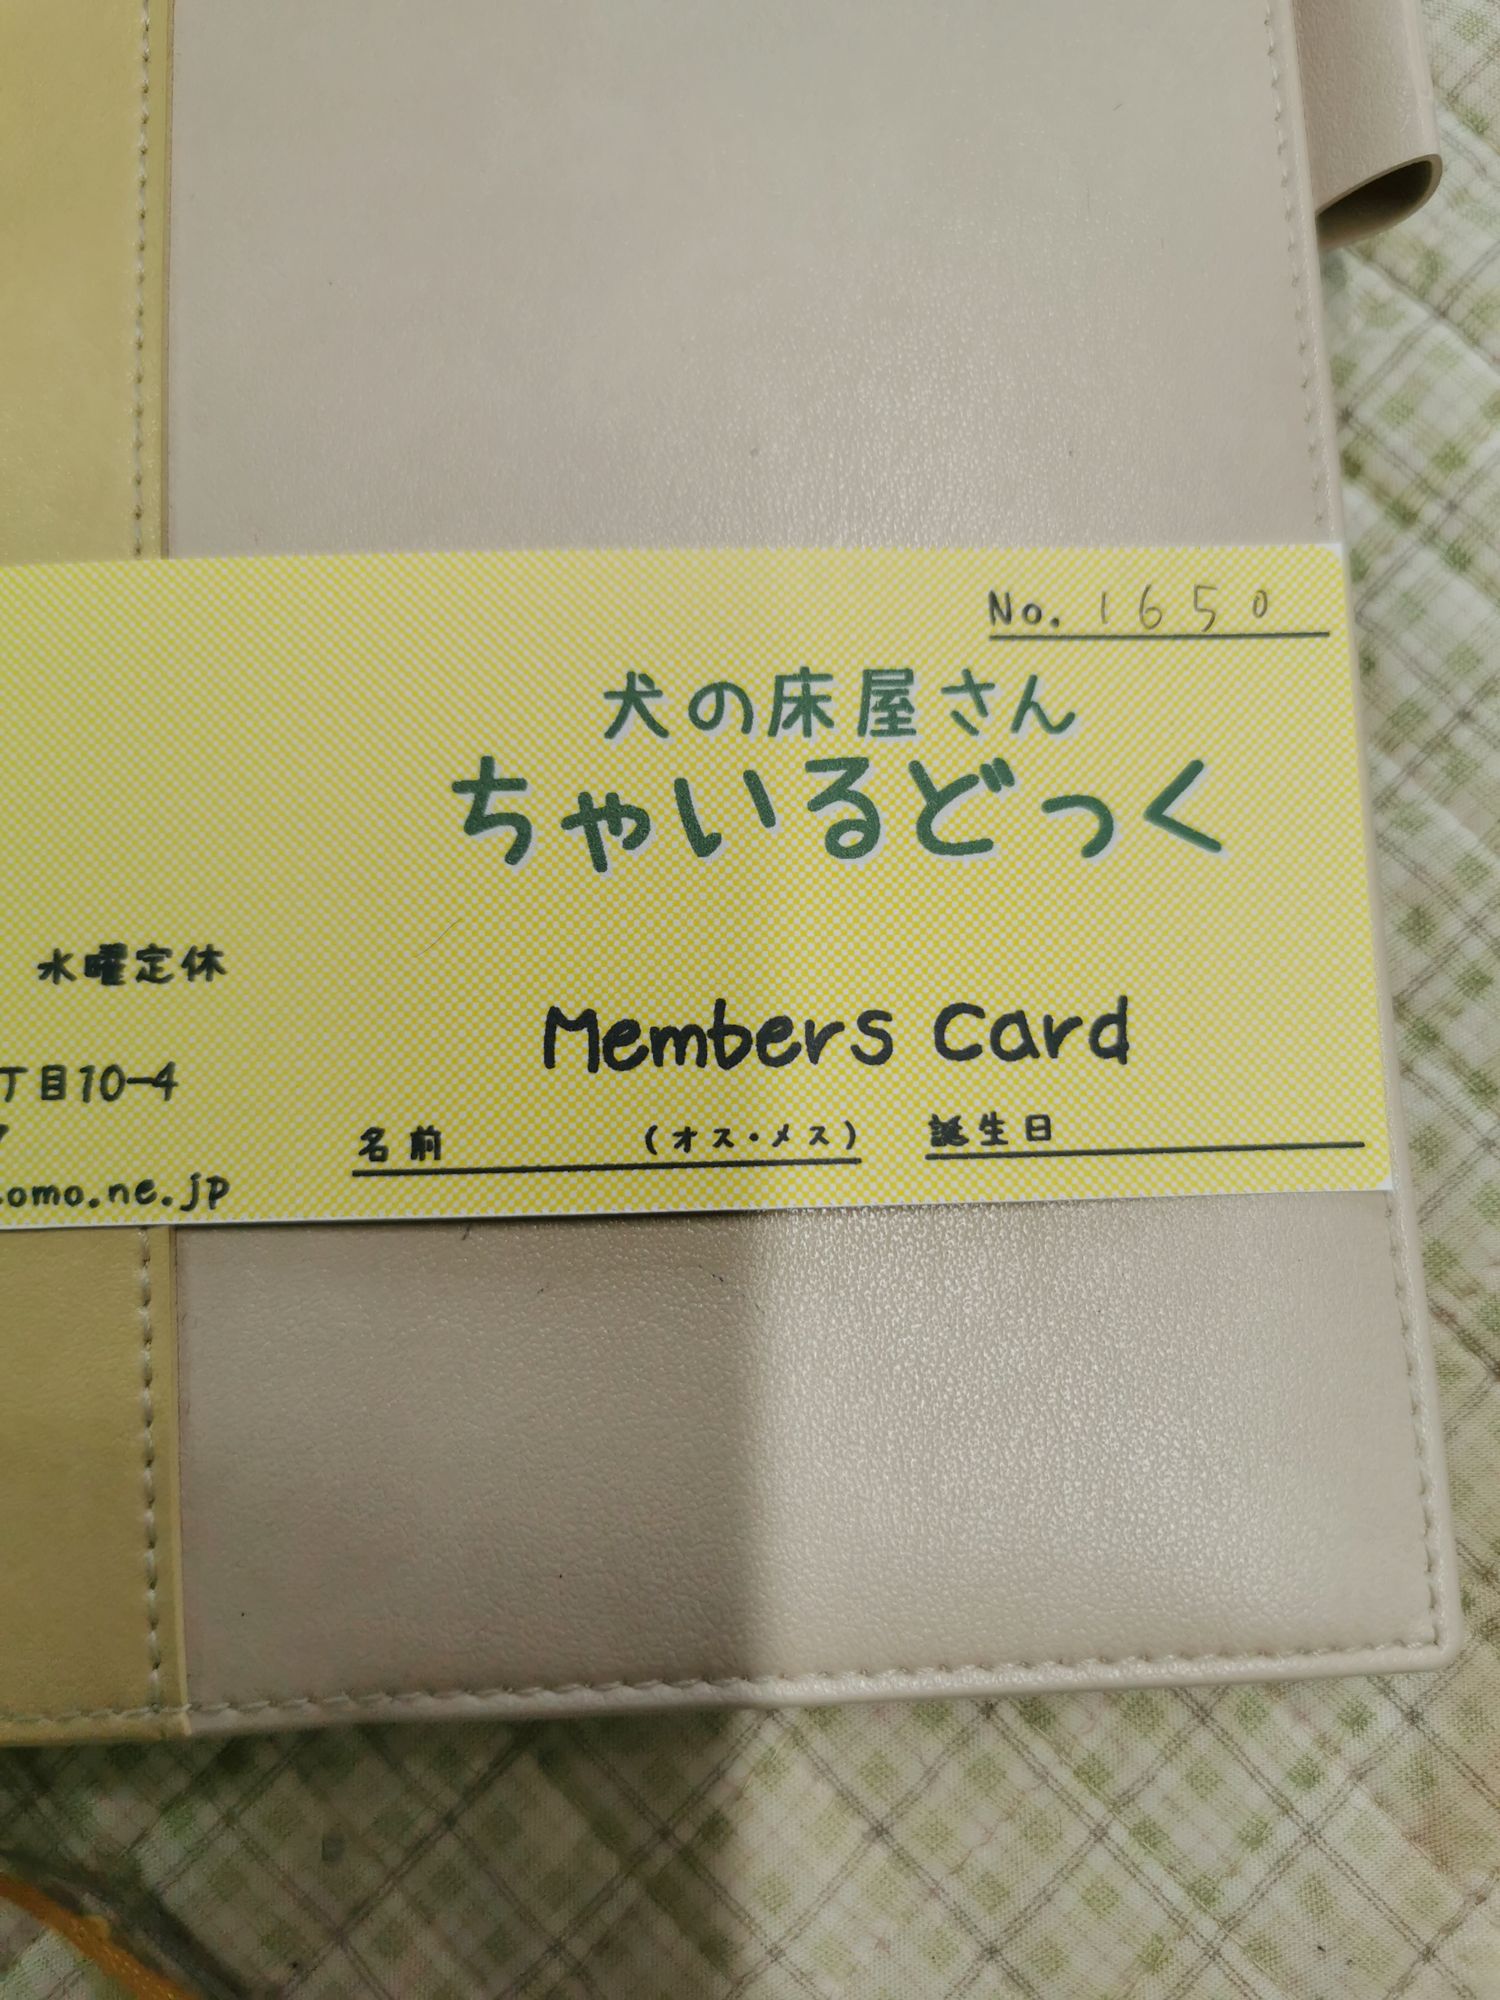 No. 1650
犬の床屋さん
ちゃいるどっく
水曜定休
Members Card
丁目10-4
名前 (オス・メス) 誕生日
omo.ne.jp